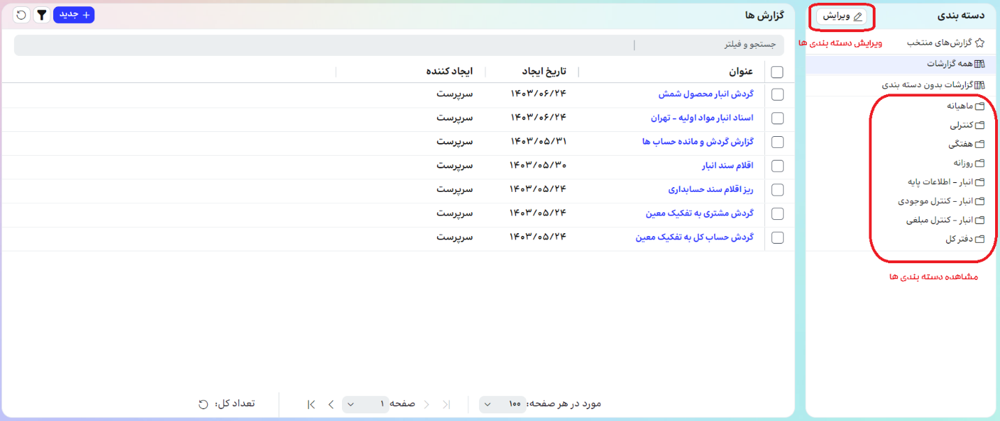 دسته بندی
ویرایش
ویرایش دسته بندی ها
گزارش‌های منتخب
همه گزارشات
گزارشات بدون دسته بندی
ماهیانه
کنترلی
هفتگی
روزانه
انبار - اطلاعات پایه
انبار - کنترل موجودی
انبار - کنترل مبلغی
دفتر کل
مشاهده دسته بندی ها
گزارش ها
+ جدید
جستجو و فیلتر
عنوان تاریخ ایجاد ایجاد کننده
گردش انبار محصول شمش ۱۴۰۳/۰۶/۲۴ سرپرست
اسناد انبار مواد اولیه - تهران ۱۴۰۳/۰۶/۲۴ سرپرست
گزارش گردش و مانده حساب ها ۱۴۰۳/۰۵/۳۱ سرپرست
اقلام سند انبار ۱۴۰۳/۰۵/۳۰ سرپرست
ریز اقلام سند حسابداری ۱۴۰۳/۰۵/۲۴ سرپرست
گردش مشتری به تفکیک معین ۱۴۰۳/۰۵/۲۴ سرپرست
گردش حساب کل به تفکیک معین ۱۴۰۳/۰۵/۲۴ سرپرست
مورد در هر صفحه: ۱۰۰ صفحه ۱ تعداد کل: